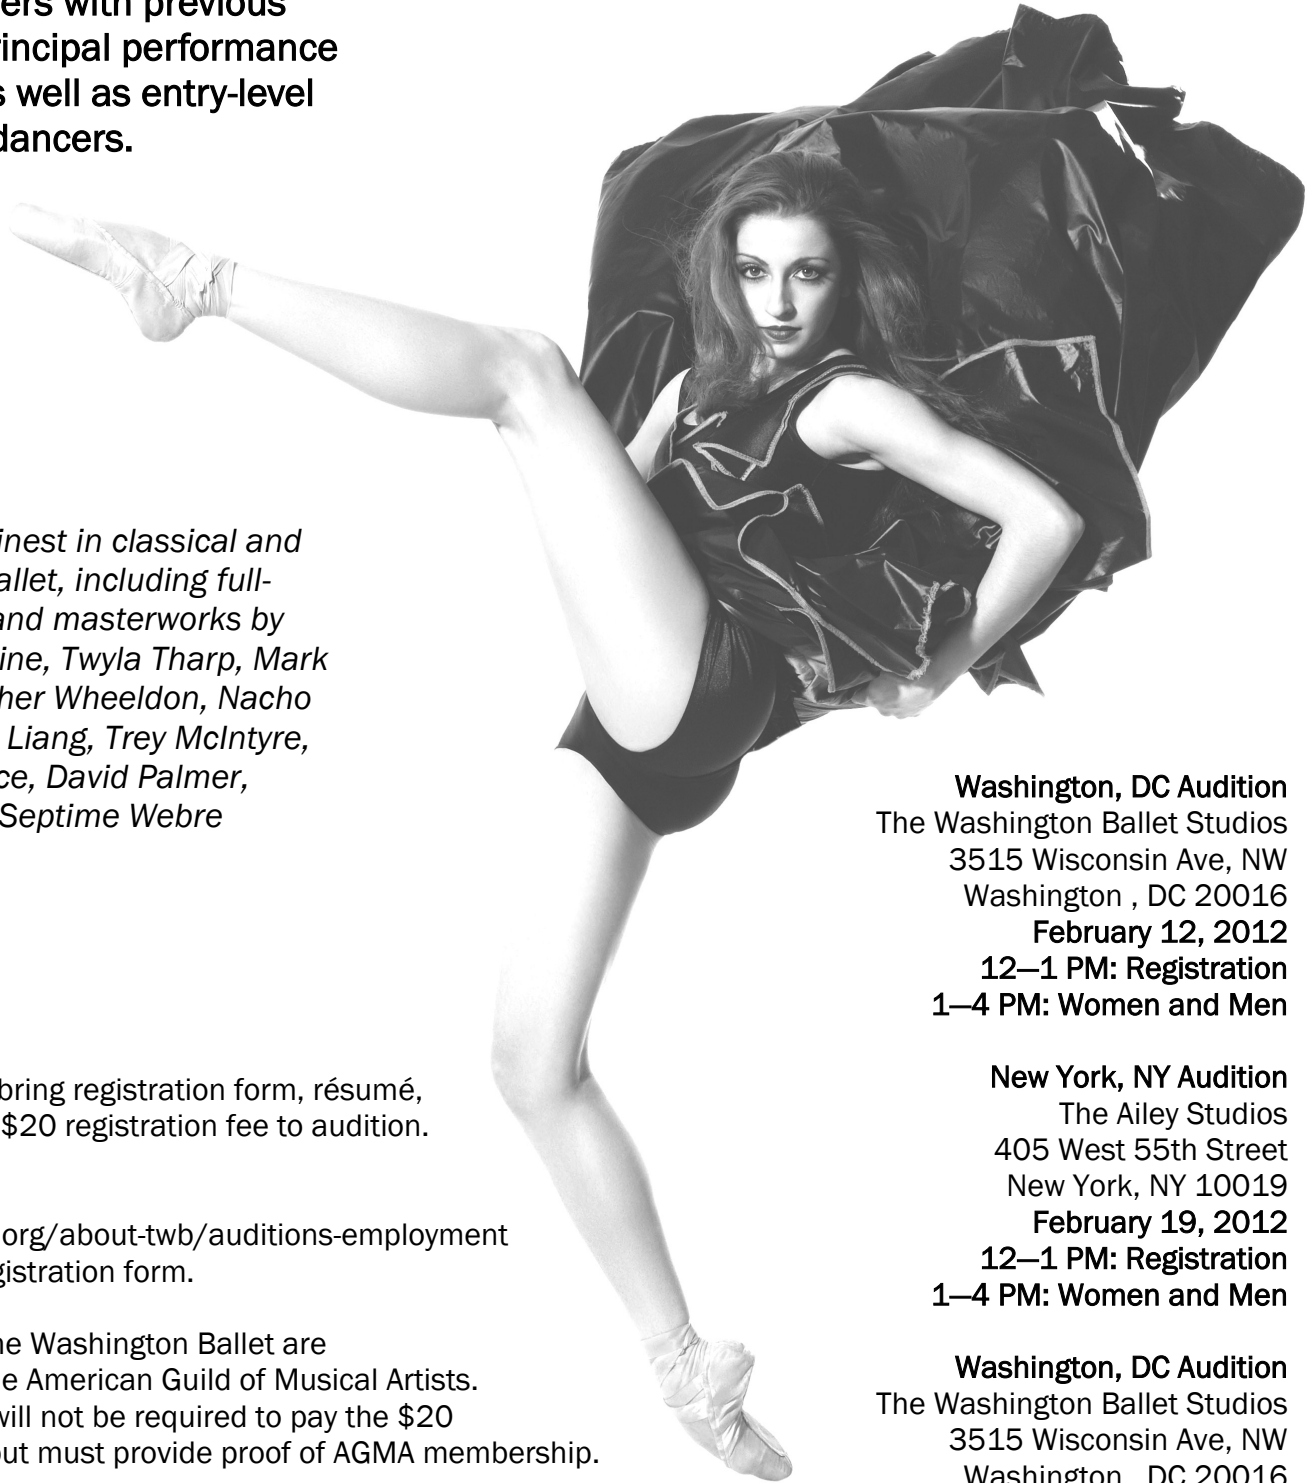 ers with previous
rincipal performance
s well as entry-level
dancers.
inest in classical and
allet, including full-
and masterworks by
ine, Twyla Tharp, Mark
her Wheeldon, Nacho
Liang, Trey McIntyre,
ce, David Palmer,
Septime Webre
bring registration form, résumé,
$20 registration fee to audition.
org/about-twb/auditions-employment
gistration form.
he Washington Ballet are
e American Guild of Musical Artists.
will not be required to pay the $20
out must provide proof of AGMA membership.
Washington, DC Audition
The Washington Ballet Studios
3515 Wisconsin Ave, NW
Washington , DC 20016
February 12, 2012
12—1 PM: Registration
1—4 PM: Women and Men
New York, NY Audition
The Ailey Studios
405 West 55th Street
New York, NY 10019
February 19, 2012
12—1 PM: Registration
1—4 PM: Women and Men
Washington, DC Audition
The Washington Ballet Studios
3515 Wisconsin Ave, NW
Washington , DC 20016